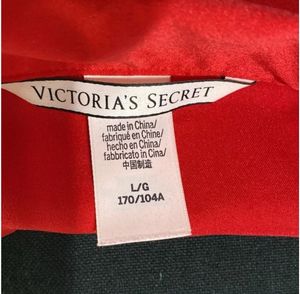 VICTORIA'S SECRET
made in China/
fabriqué en Chine/
hecho en China/
fabbricato in Cina/
中国制造
L/G
170/104A